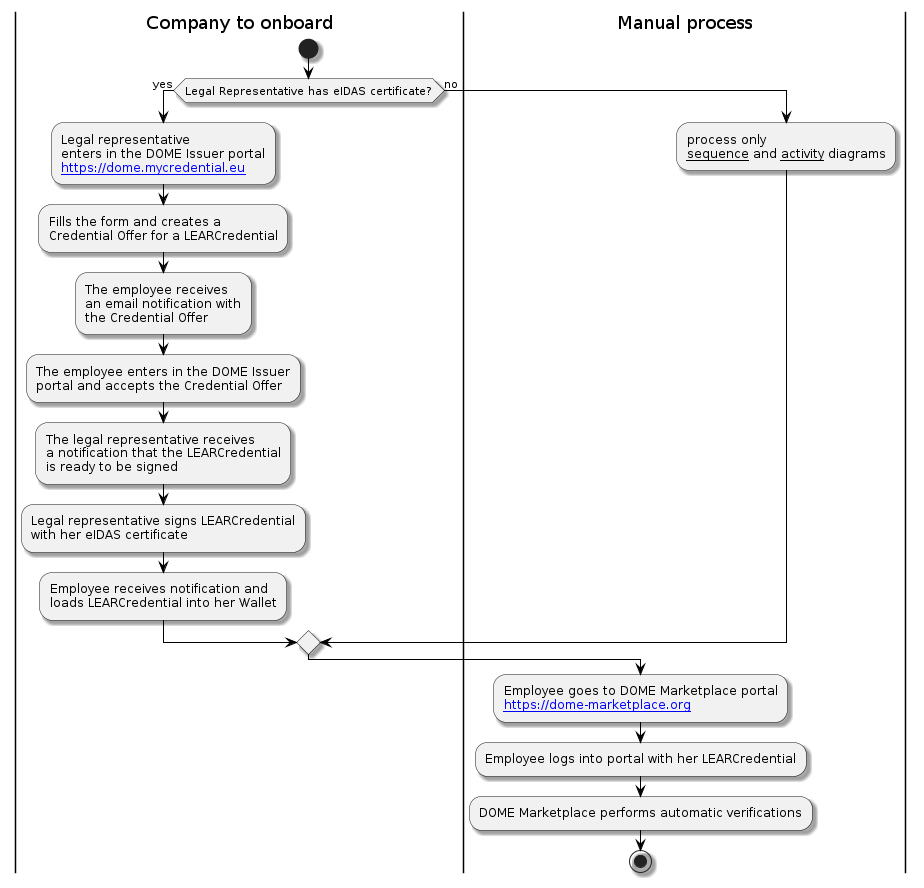 Company to onboard
Manual process
yes
Legal Representative has eIDAS certificate?
no
Legal representative
enters in the DOME Issuer portal
https://dome.mycredential.eu
process only
sequence and activity diagrams
Fills the form and creates a
Credential Offer for a LEARCredential
The employee receives
an email notification with
the Credential Offer
The employee enters in the DOME Issuer
portal and accepts the Credential Offer
The legal representative receives
a notification that the LEARCredential
is ready to be signed
Legal representative signs LEARCredential
with her eIDAS certificate
Employee receives notification and
loads LEARCredential into her Wallet
Employee goes to DOME Marketplace portal
https://dome-marketplace.org
Employee logs into portal with her LEARCredential
DOME Marketplace performs automatic verifications